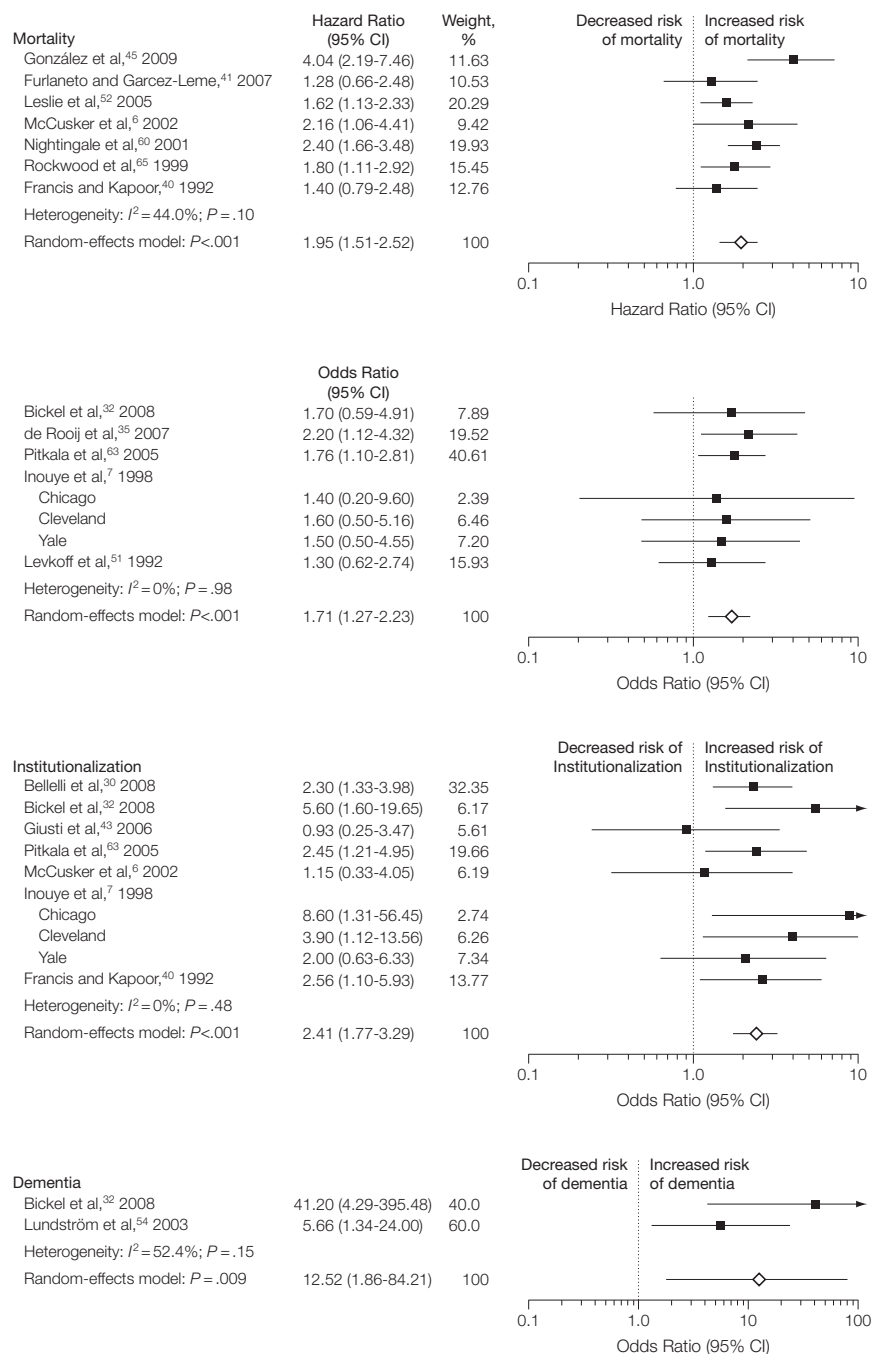 Mortality
Hazard Ratio
(95% CI)
Weight,
%
Decreased risk
of mortality
Increased risk
of mortality
González et al,45 2009 4.04 (2.19-7.46) 11.63
Furlaneto and Garcez-Leme,41 2007 1.28 (0.66-2.48) 10.53
Leslie et al,52 2005 1.62 (1.13-2.33) 20.29
McCusker et al,6 2002 2.16 (1.06-4.41) 9.42
Nightingale et al,60 2001 2.40 (1.66-3.48) 19.93
Rockwood et al,65 1999 1.80 (1.11-2.92) 15.45
Francis and Kapoor,40 1992 1.40 (0.79-2.48) 12.76
Heterogeneity: I2 = 44.0%; P = .10
Random-effects model: P<.001 1.95 (1.51-2.52) 100
0.1 1.0 10
Hazard Ratio (95% CI)
Odds Ratio
(95% CI)
Bickel et al,32 2008 1.70 (0.59-4.91) 7.89
de Rooij et al,35 2007 2.20 (1.12-4.32) 19.52
Pitkala et al,63 2005 1.76 (1.10-2.81) 40.61
Inouye et al,7 1998
Chicago 1.40 (0.20-9.60) 2.39
Cleveland 1.60 (0.50-5.16) 6.46
Yale 1.50 (0.50-4.55) 7.20
Levkoff et al,51 1992 1.30 (0.62-2.74) 15.93
Heterogeneity: I2 = 0%; P = .98
Random-effects model: P<.001 1.71 (1.27-2.23) 100
0.1 1.0 10
Odds Ratio (95% CI)
Institutionalization
Decreased risk of
Institutionalization
Increased risk of
Institutionalization
Bellelli et al,30 2008 2.30 (1.33-3.98) 32.35
Bickel et al,32 2008 5.60 (1.60-19.65) 6.17
Giusti et al,43 2006 0.93 (0.25-3.47) 5.61
Pitkala et al,63 2005 2.45 (1.21-4.95) 19.66
McCusker et al,6 2002 1.15 (0.33-4.05) 6.19
Inouye et al,7 1998
Chicago 8.60 (1.31-56.45) 2.74
Cleveland 3.90 (1.12-13.56) 6.26
Yale 2.00 (0.63-6.33) 7.34
Francis and Kapoor,40 1992 2.56 (1.10-5.93) 13.77
Heterogeneity: I2 = 0%; P = .48
Random-effects model: P<.001 2.41 (1.77-3.29) 100
0.1 1.0 10
Odds Ratio (95% CI)
Dementia
Decreased risk
of dementia
Increased risk
of dementia
Bickel et al,32 2008 41.20 (4.29-395.48) 40.0
Lundström et al,54 2003 5.66 (1.34-24.00) 60.0
Heterogeneity: I2 = 52.4%; P = .15
Random-effects model: P = .009 12.52 (1.86-84.21) 100
0.1 1.0 10 100
Odds Ratio (95% CI)